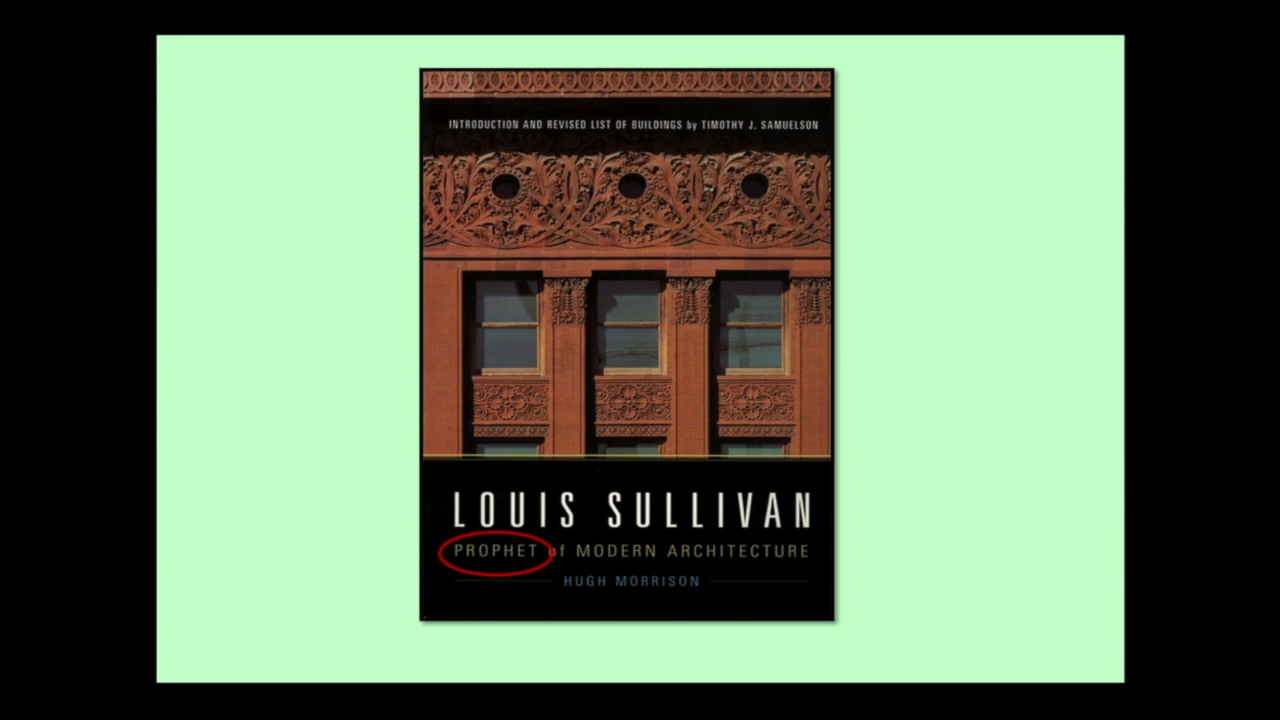 INTRODUCTION AND REVISED LIST OF BUILDINGS by TIMOTHY J. SAMUELSON
LOUIS SULLIVAN
PROPHET of MODERN ARCHITECTURE
HUGH MORRISON